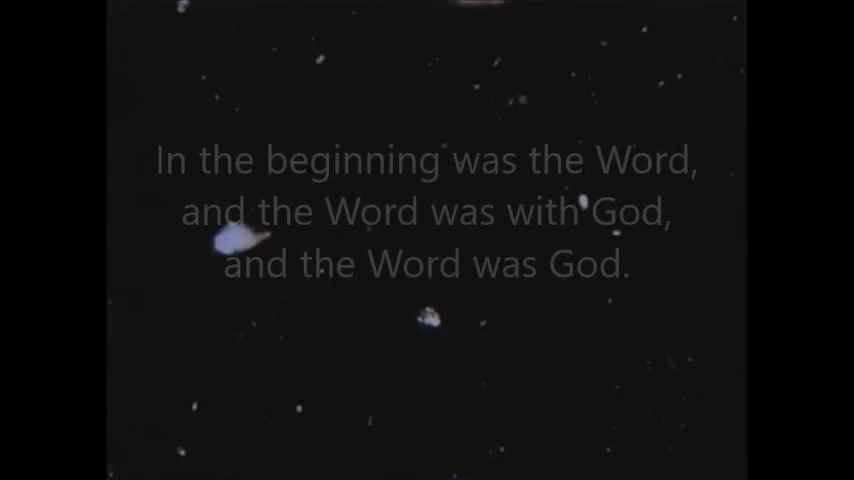 In the beginning was the Word,
and the Word was with God,
and the Word was God.